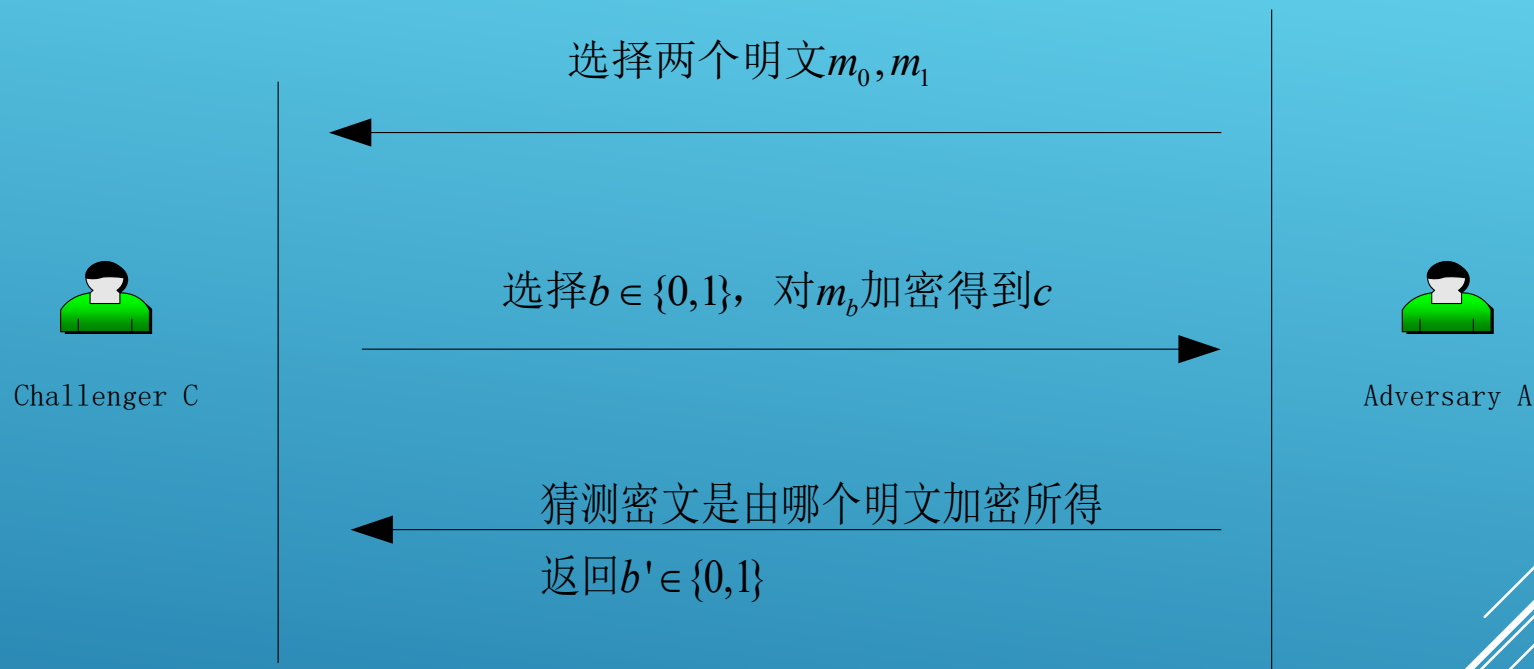 选择两个明文m₀,m₁
选择b∈{0,1}，对m_b加密得到c
Challenger C
Adversary A
猜测密文是由哪个明文加密所得
返回b'∈{0,1}